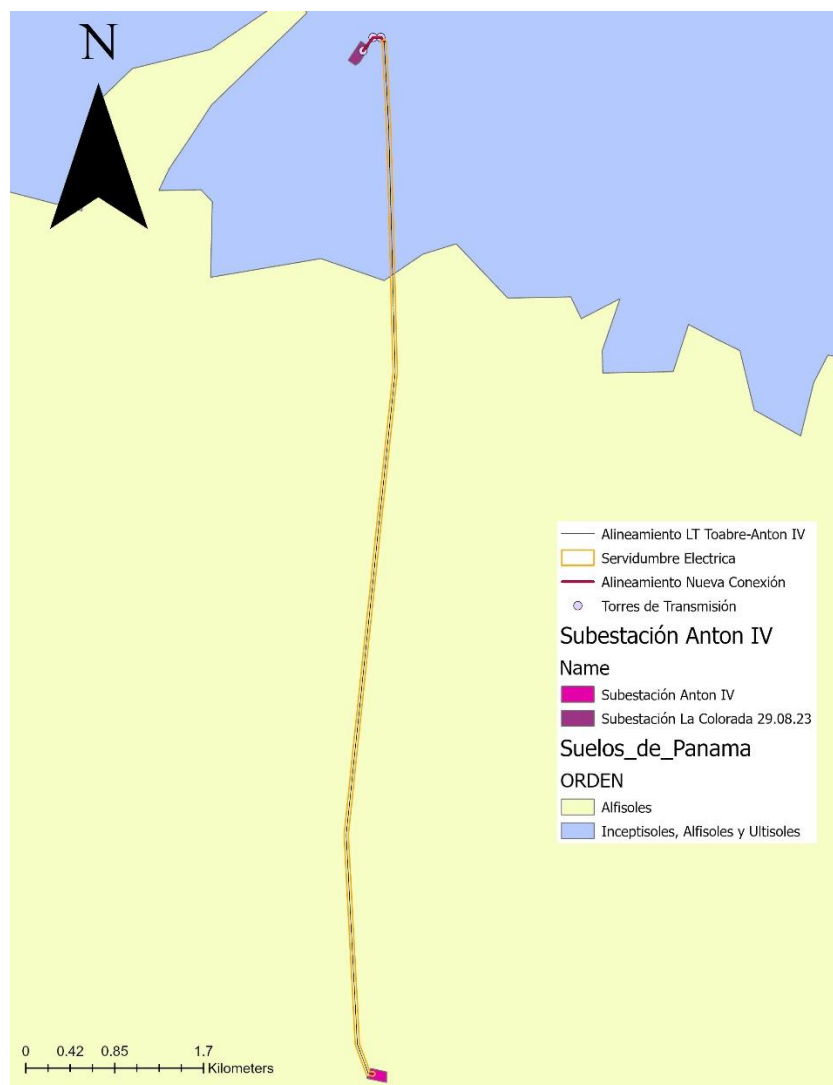 N
Alineamiento LT Toabre-Anton IV
Servidumbre Electrica
Alineamiento Nueva Conexión
Torres de Transmisión
Subestación Anton IV
Name
Subestación Anton IV
Subestación La Colorada 29.08.23
Suelos_de_Panama
ORDEN
Alfisoles
Inceptisoles, Alfisoles y Ultisoles
0 0.42 0.85 1.7
Kilometers